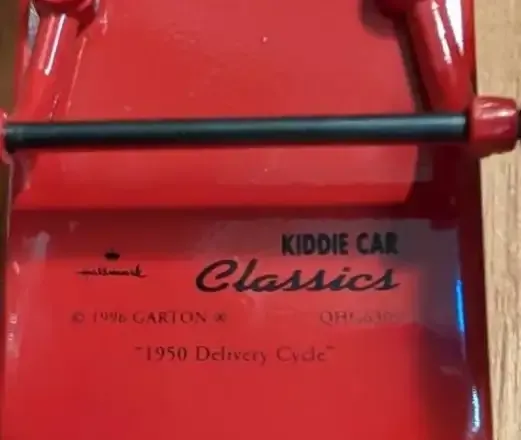 KIDDIE CAR
Hallmark
Classics
© 1996 GARTON ®
"1950 Delivery Cycle"